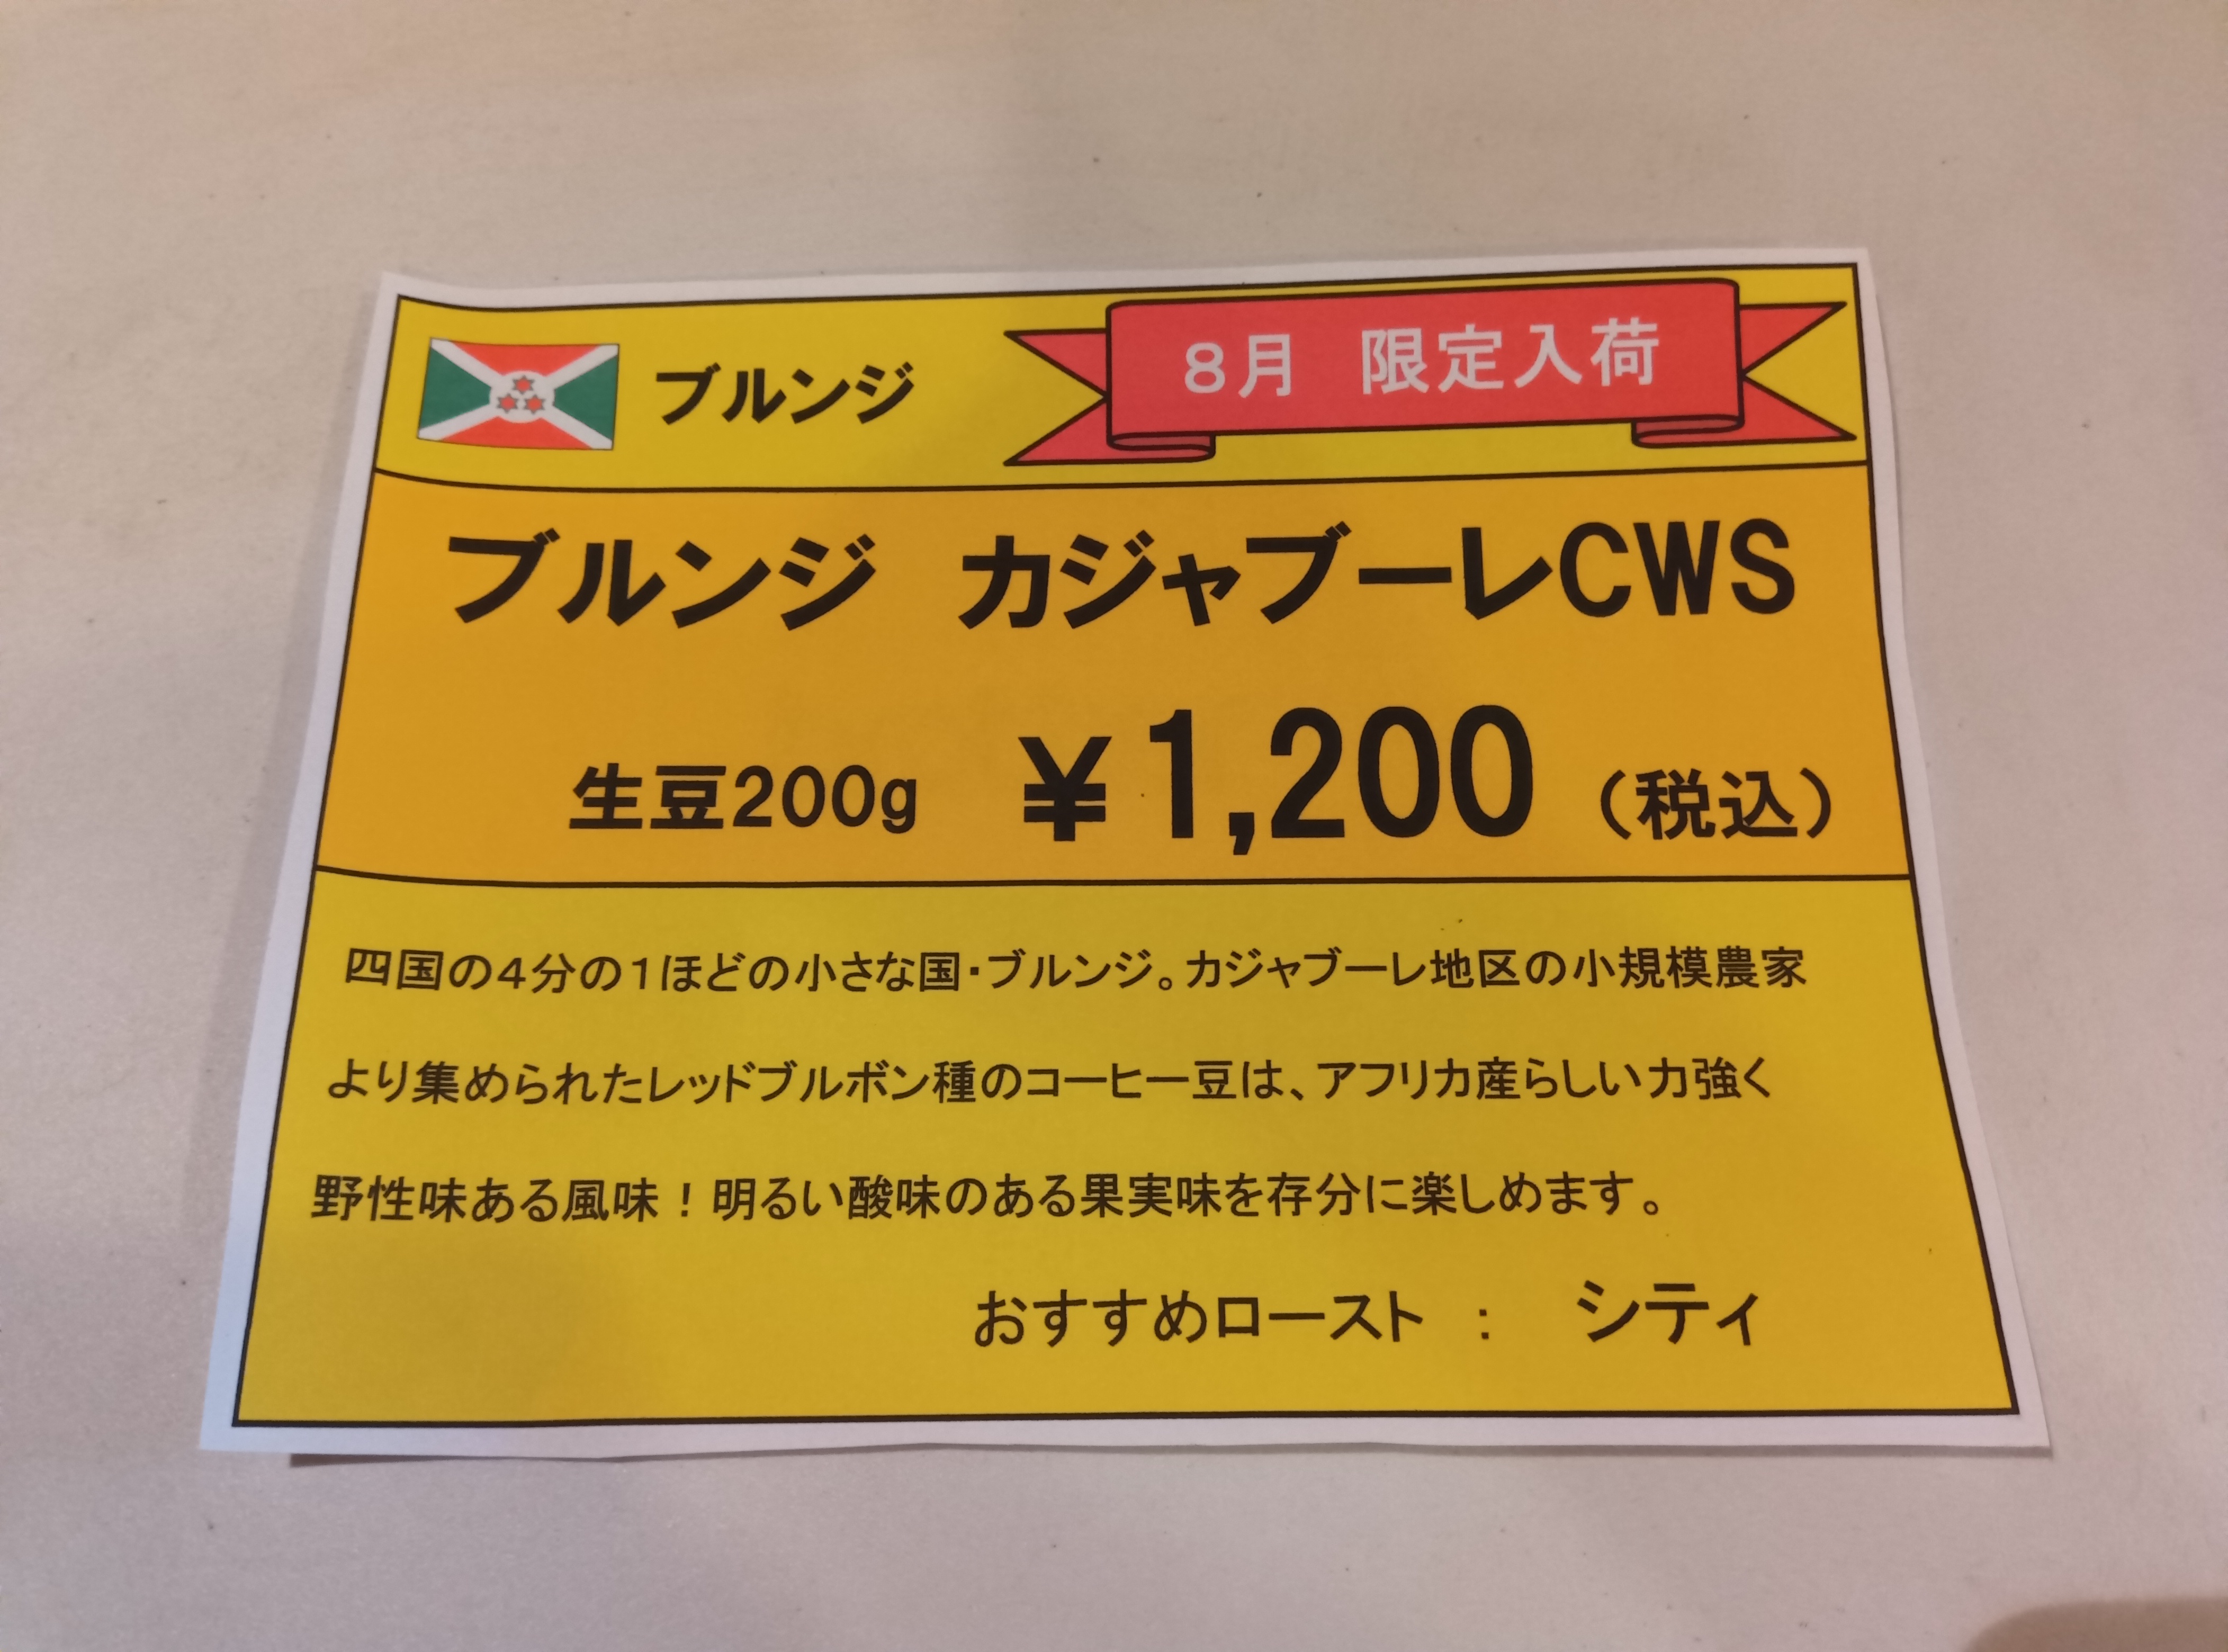 ブルンジ
8月　限定入荷
ブルンジ　カジャブーレCWS
生豆200g　￥1,200（税込）
四国の4分の1ほどの小さな国・ブルンジ。カジャブーレ地区の小規模農家
より集められたレッドブルボン種のコーヒー豆は、アフリカ産らしい力強く
野性味ある風味！明るい酸味のある果実味を存分に楽しめます。
おすすめロースト　：　シティ